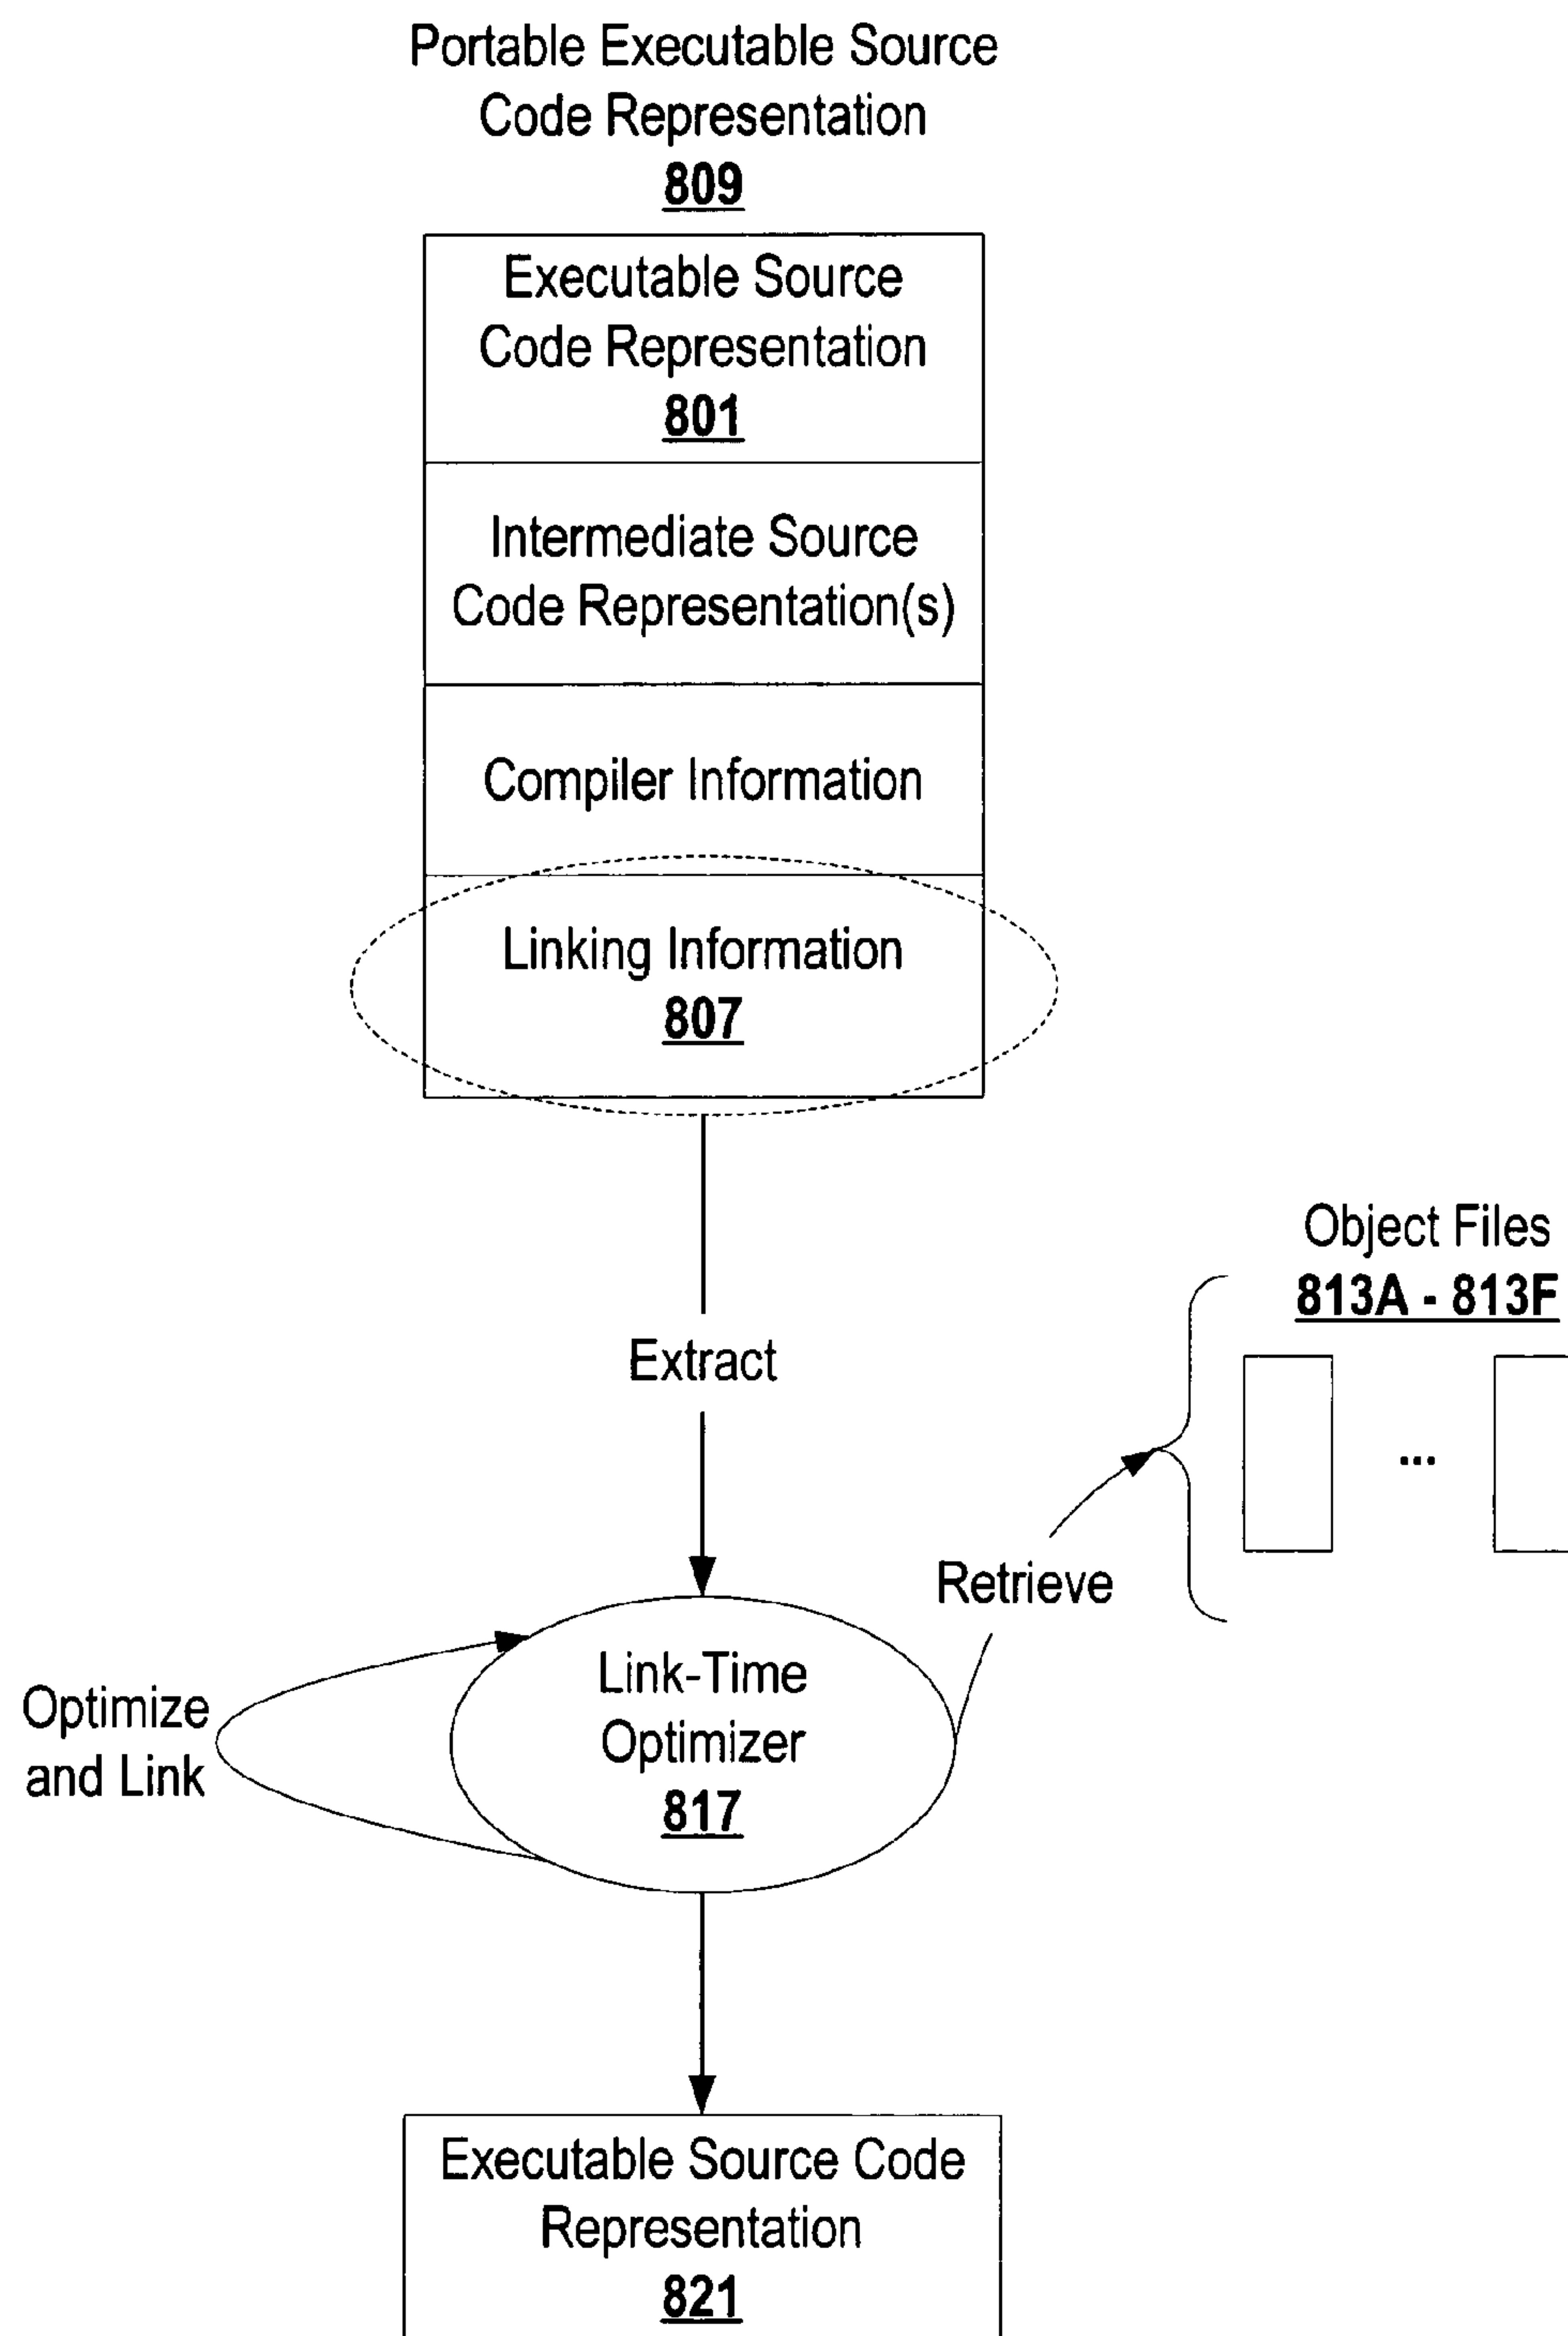 Portable Executable Source
Code Representation
809
Executable Source
Code Representation
801
Intermediate Source
Code Representation(s)
Compiler Information
Linking Information
807
Extract
Object Files
813A - 813F
...
Retrieve
Optimize
and Link
Link-Time
Optimizer
817
Executable Source Code
Representation
821